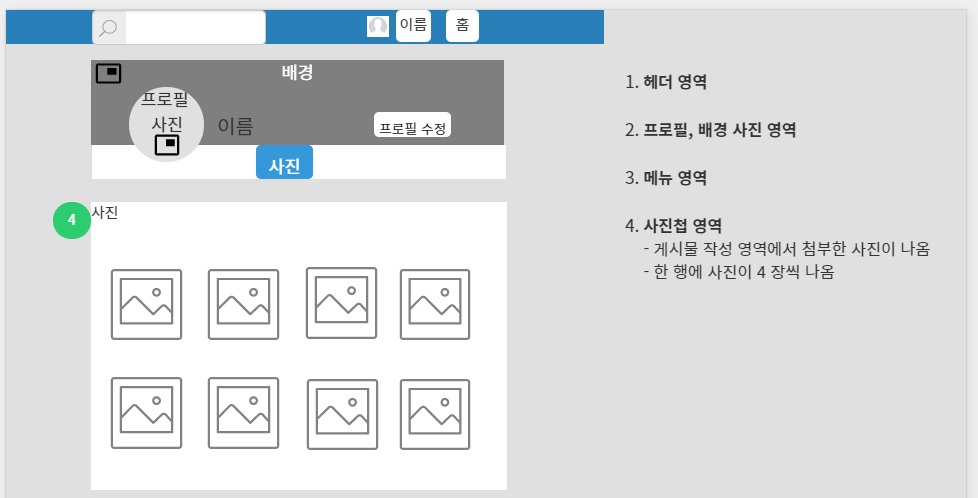 이름
홈
배경
프로필
사진
이름
프로필 수정
사진
4
사진
1. 헤더 영역
2. 프로필, 배경 사진 영역
3. 메뉴 영역
4. 사진첩 영역
- 게시물 작성 영역에서 첨부한 사진이 나옴
- 한 행에 사진이 4 장씩 나옴